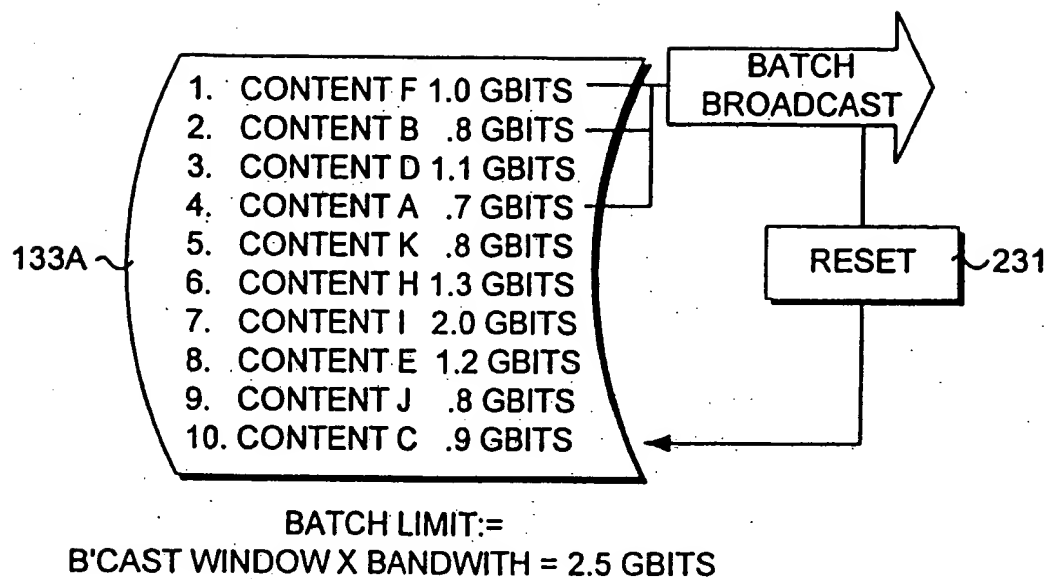 BATCH
BROADCAST
1. CONTENT F 1.0 GBITS
2. CONTENT B .8 GBITS
3. CONTENT D 1.1 GBITS
4. CONTENT A .7 GBITS
5. CONTENT K .8 GBITS
6. CONTENT H 1.3 GBITS
7. CONTENT I 2.0 GBITS
8. CONTENT E 1.2 GBITS
9. CONTENT J .8 GBITS
10. CONTENT C .9 GBITS
133A
RESET
231
BATCH LIMIT:=
B'CAST WINDOW X BANDWITH = 2.5 GBITS